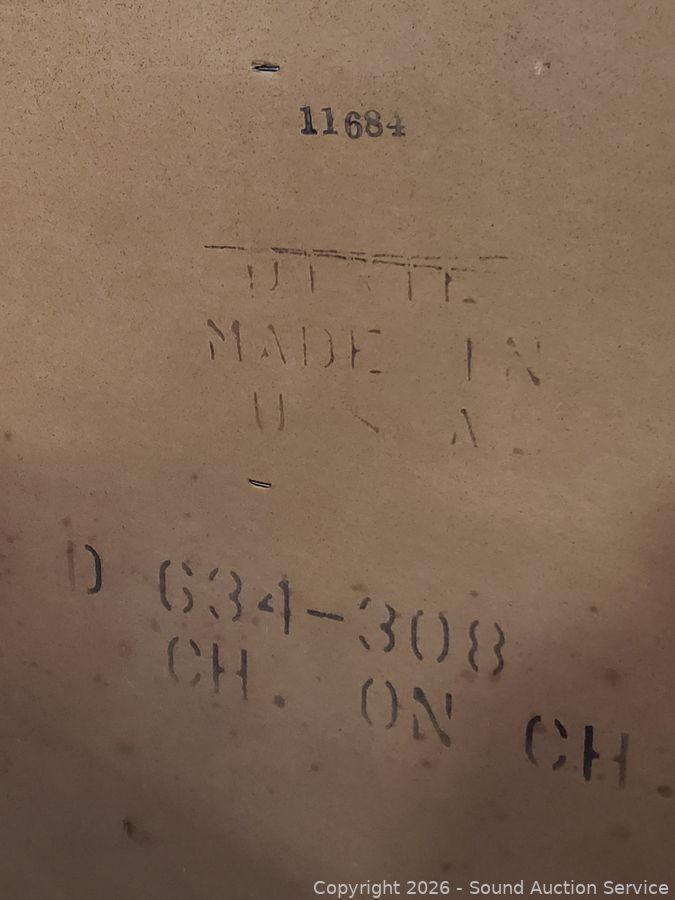 11684
MADE IN
U S A.
D 634-308
CH. ON CH.
Copyright 2026 - Sound Auction Service